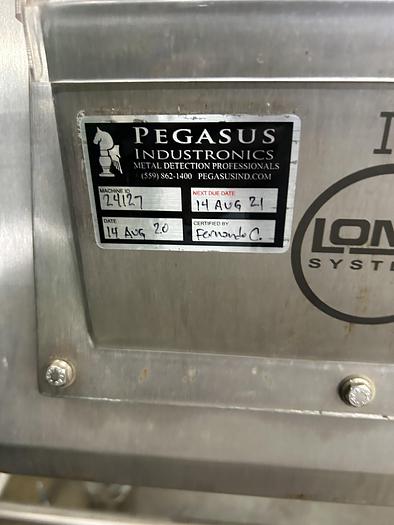 PEGASUS
INDUSTRONICS
METAL DETECTION PROFESSIONALS
(559) 862-1400 PEGASUSIND.COM
MACHINE ID
24127
NEXT DUE DATE
14 AUG 21
DATE
14 AUG 20
CERTIFIED BY
Fernando C.